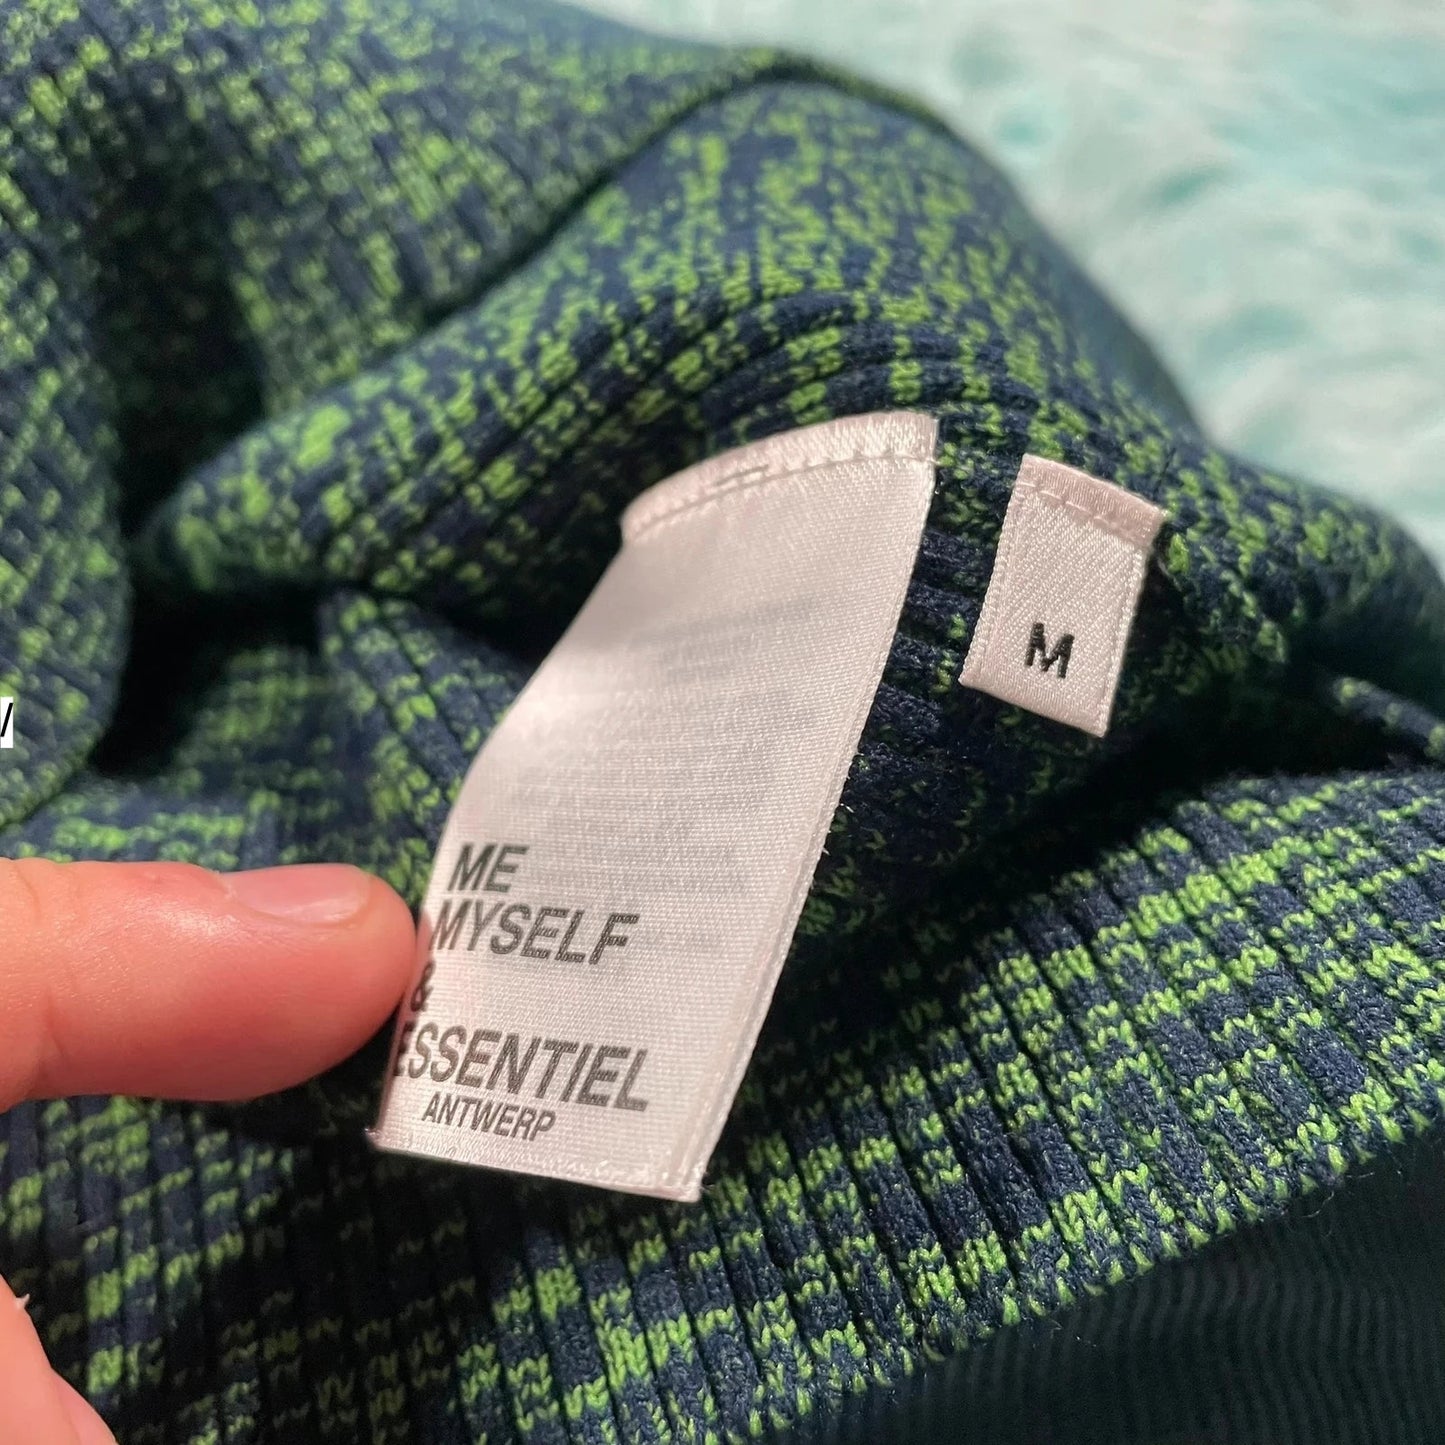 M
ME
MYSELF
&
ESSENTIEL
ANTWERP
/